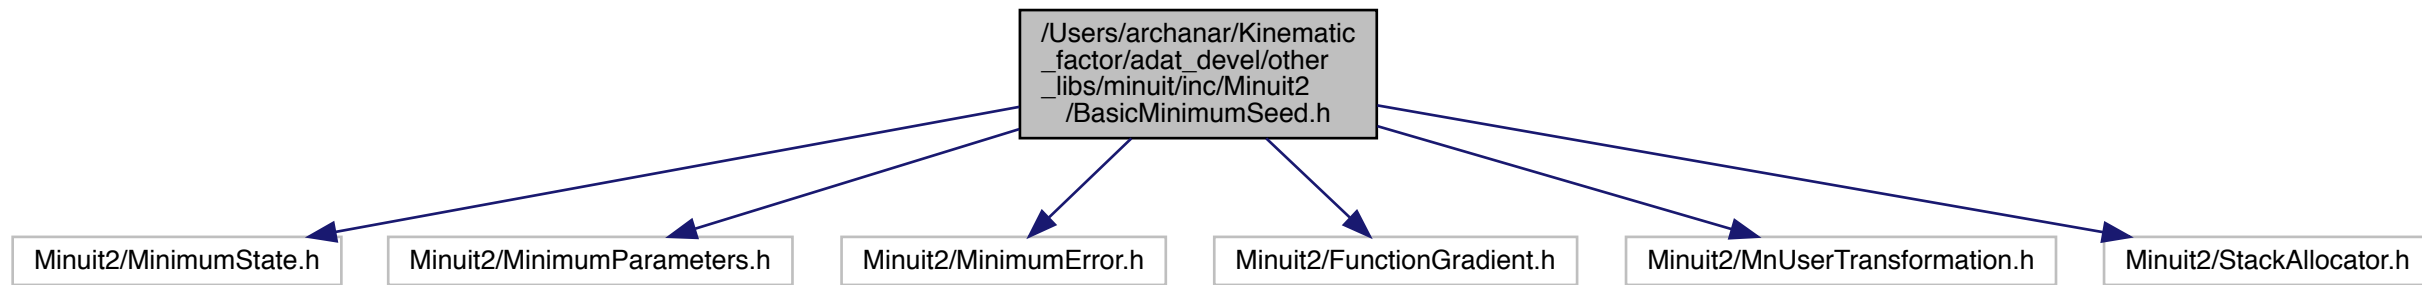 /Users/archanar/Kinematic
_factor/adat_devel/other
_libs/minuit/inc/Minuit2
/BasicMinimumSeed.h
Minuit2/MinimumState.h
Minuit2/MinimumParameters.h
Minuit2/MinimumError.h
Minuit2/FunctionGradient.h
Minuit2/MnUserTransformation.h
Minuit2/StackAllocator.h